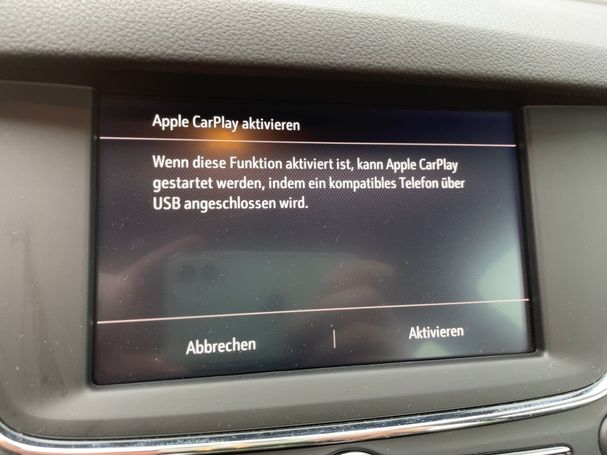 Apple CarPlay aktivieren
Wenn diese Funktion aktiviert ist, kann Apple CarPlay
gestartet werden, indem ein kompatibles Telefon über
USB angeschlossen wird.
Abbrechen | Aktivieren